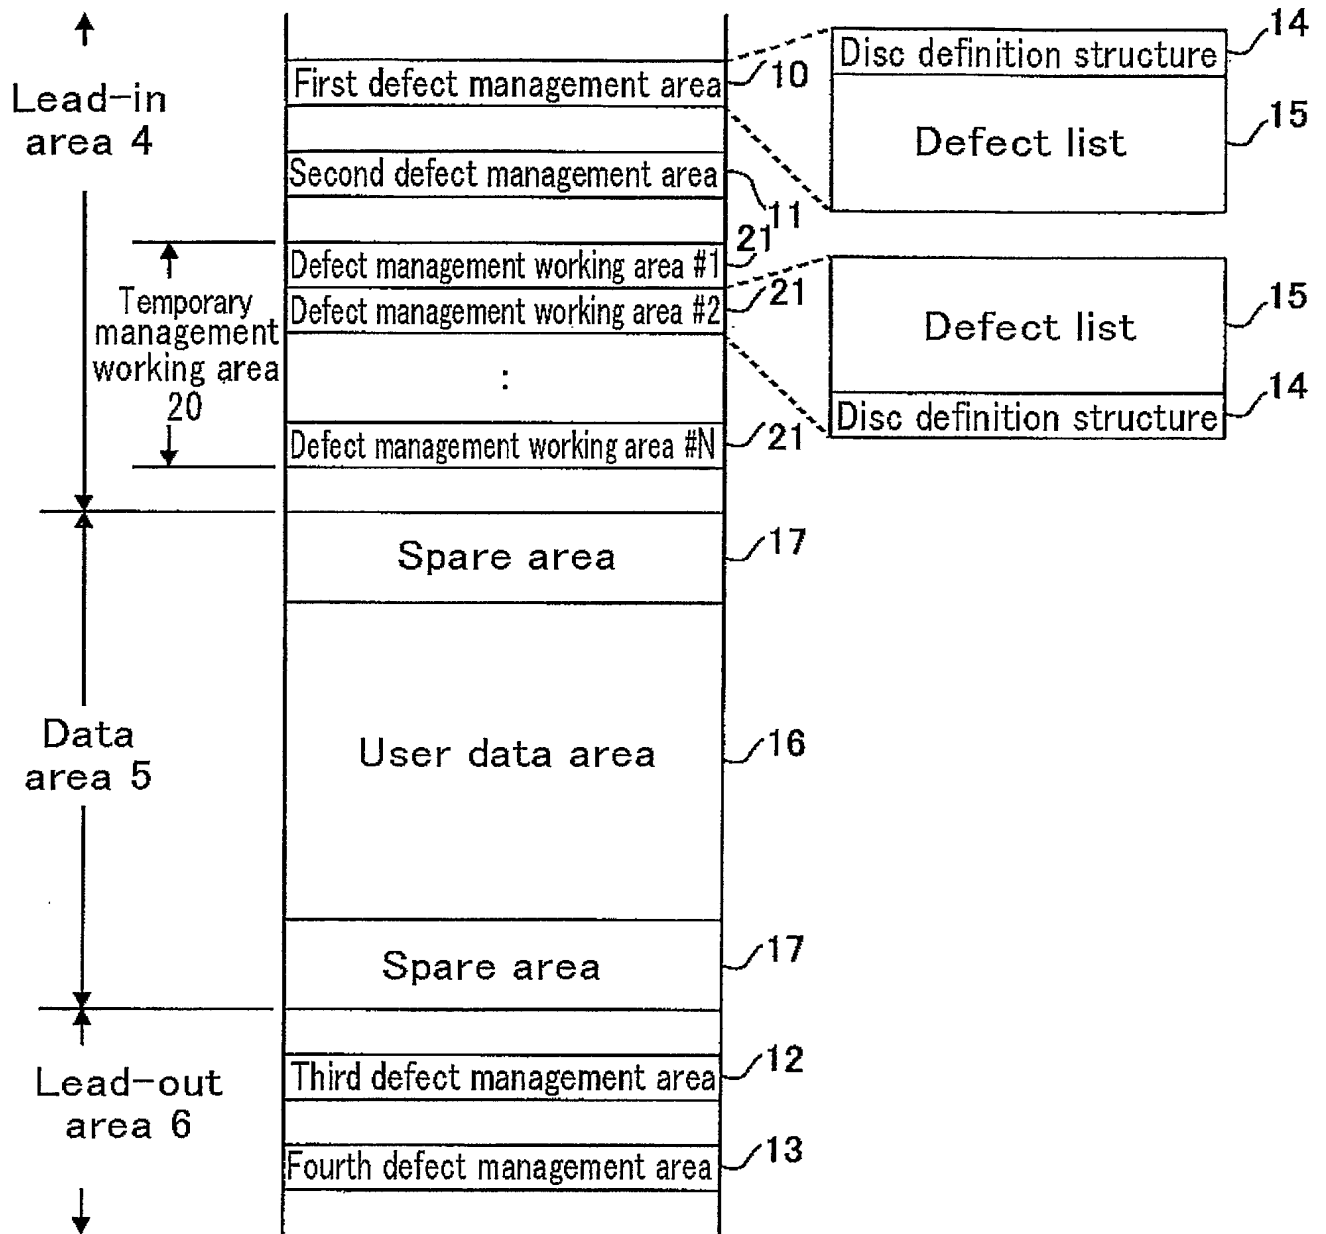 Lead-in
area 4
First defect management area
10
Disc definition structure
14
Defect list
15
Second defect management area
11
Temporary
management
working area
20
Defect management working area #1
21
Defect management working area #2
21
:
Defect management working area #N
21
Defect list
15
Disc definition structure
14
Data
area 5
Spare area
17
User data area
16
Spare area
17
Lead-out
area 6
Third defect management area
12
Fourth defect management area
13